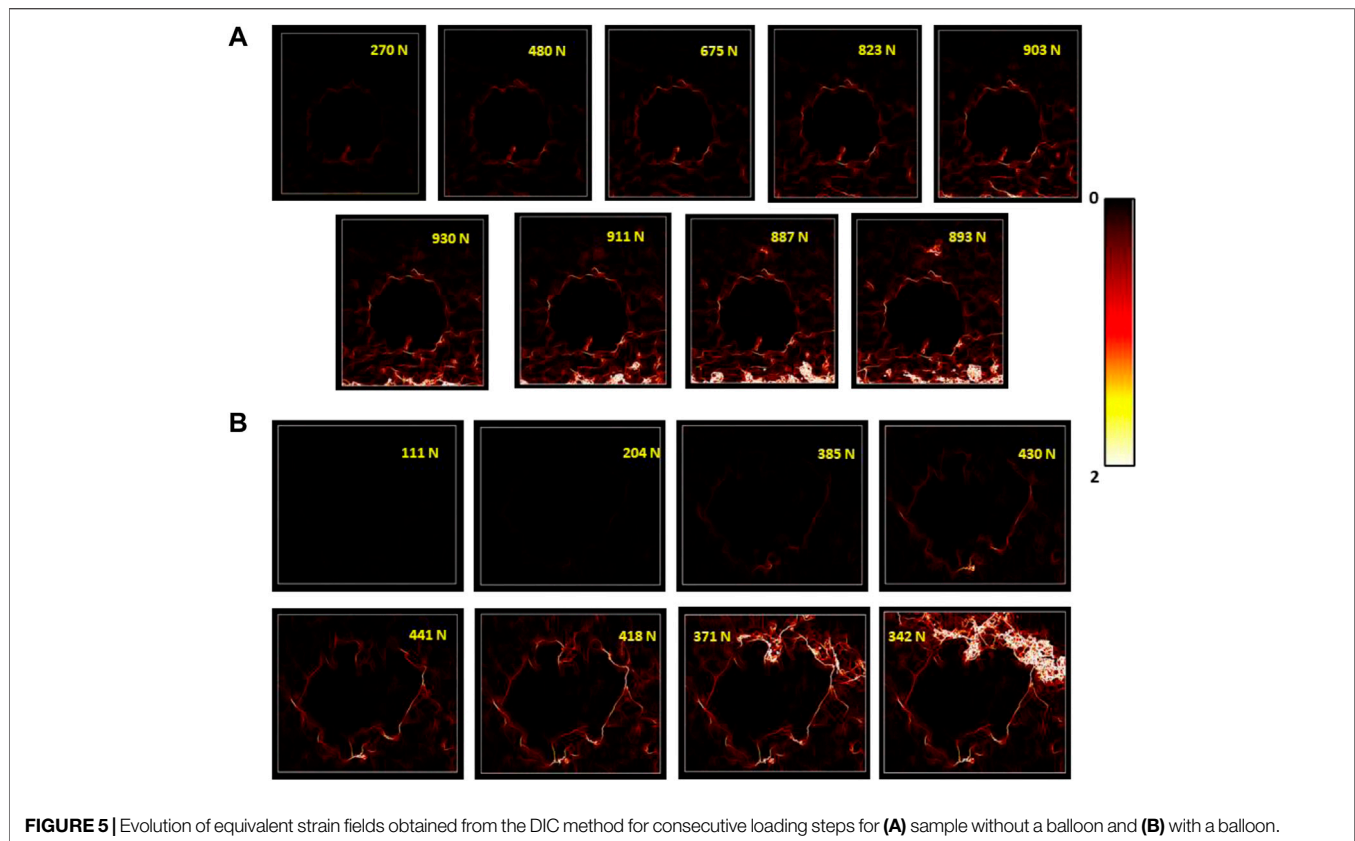 A
270 N
480 N
675 N
823 N
903 N
930 N
911 N
887 N
893 N
0
2
B
111 N
204 N
385 N
430 N
441 N
418 N
371 N
342 N
FIGURE 5 | Evolution of equivalent strain fields obtained from the DIC method for consecutive loading steps for (A) sample without a balloon and (B) with a balloon.